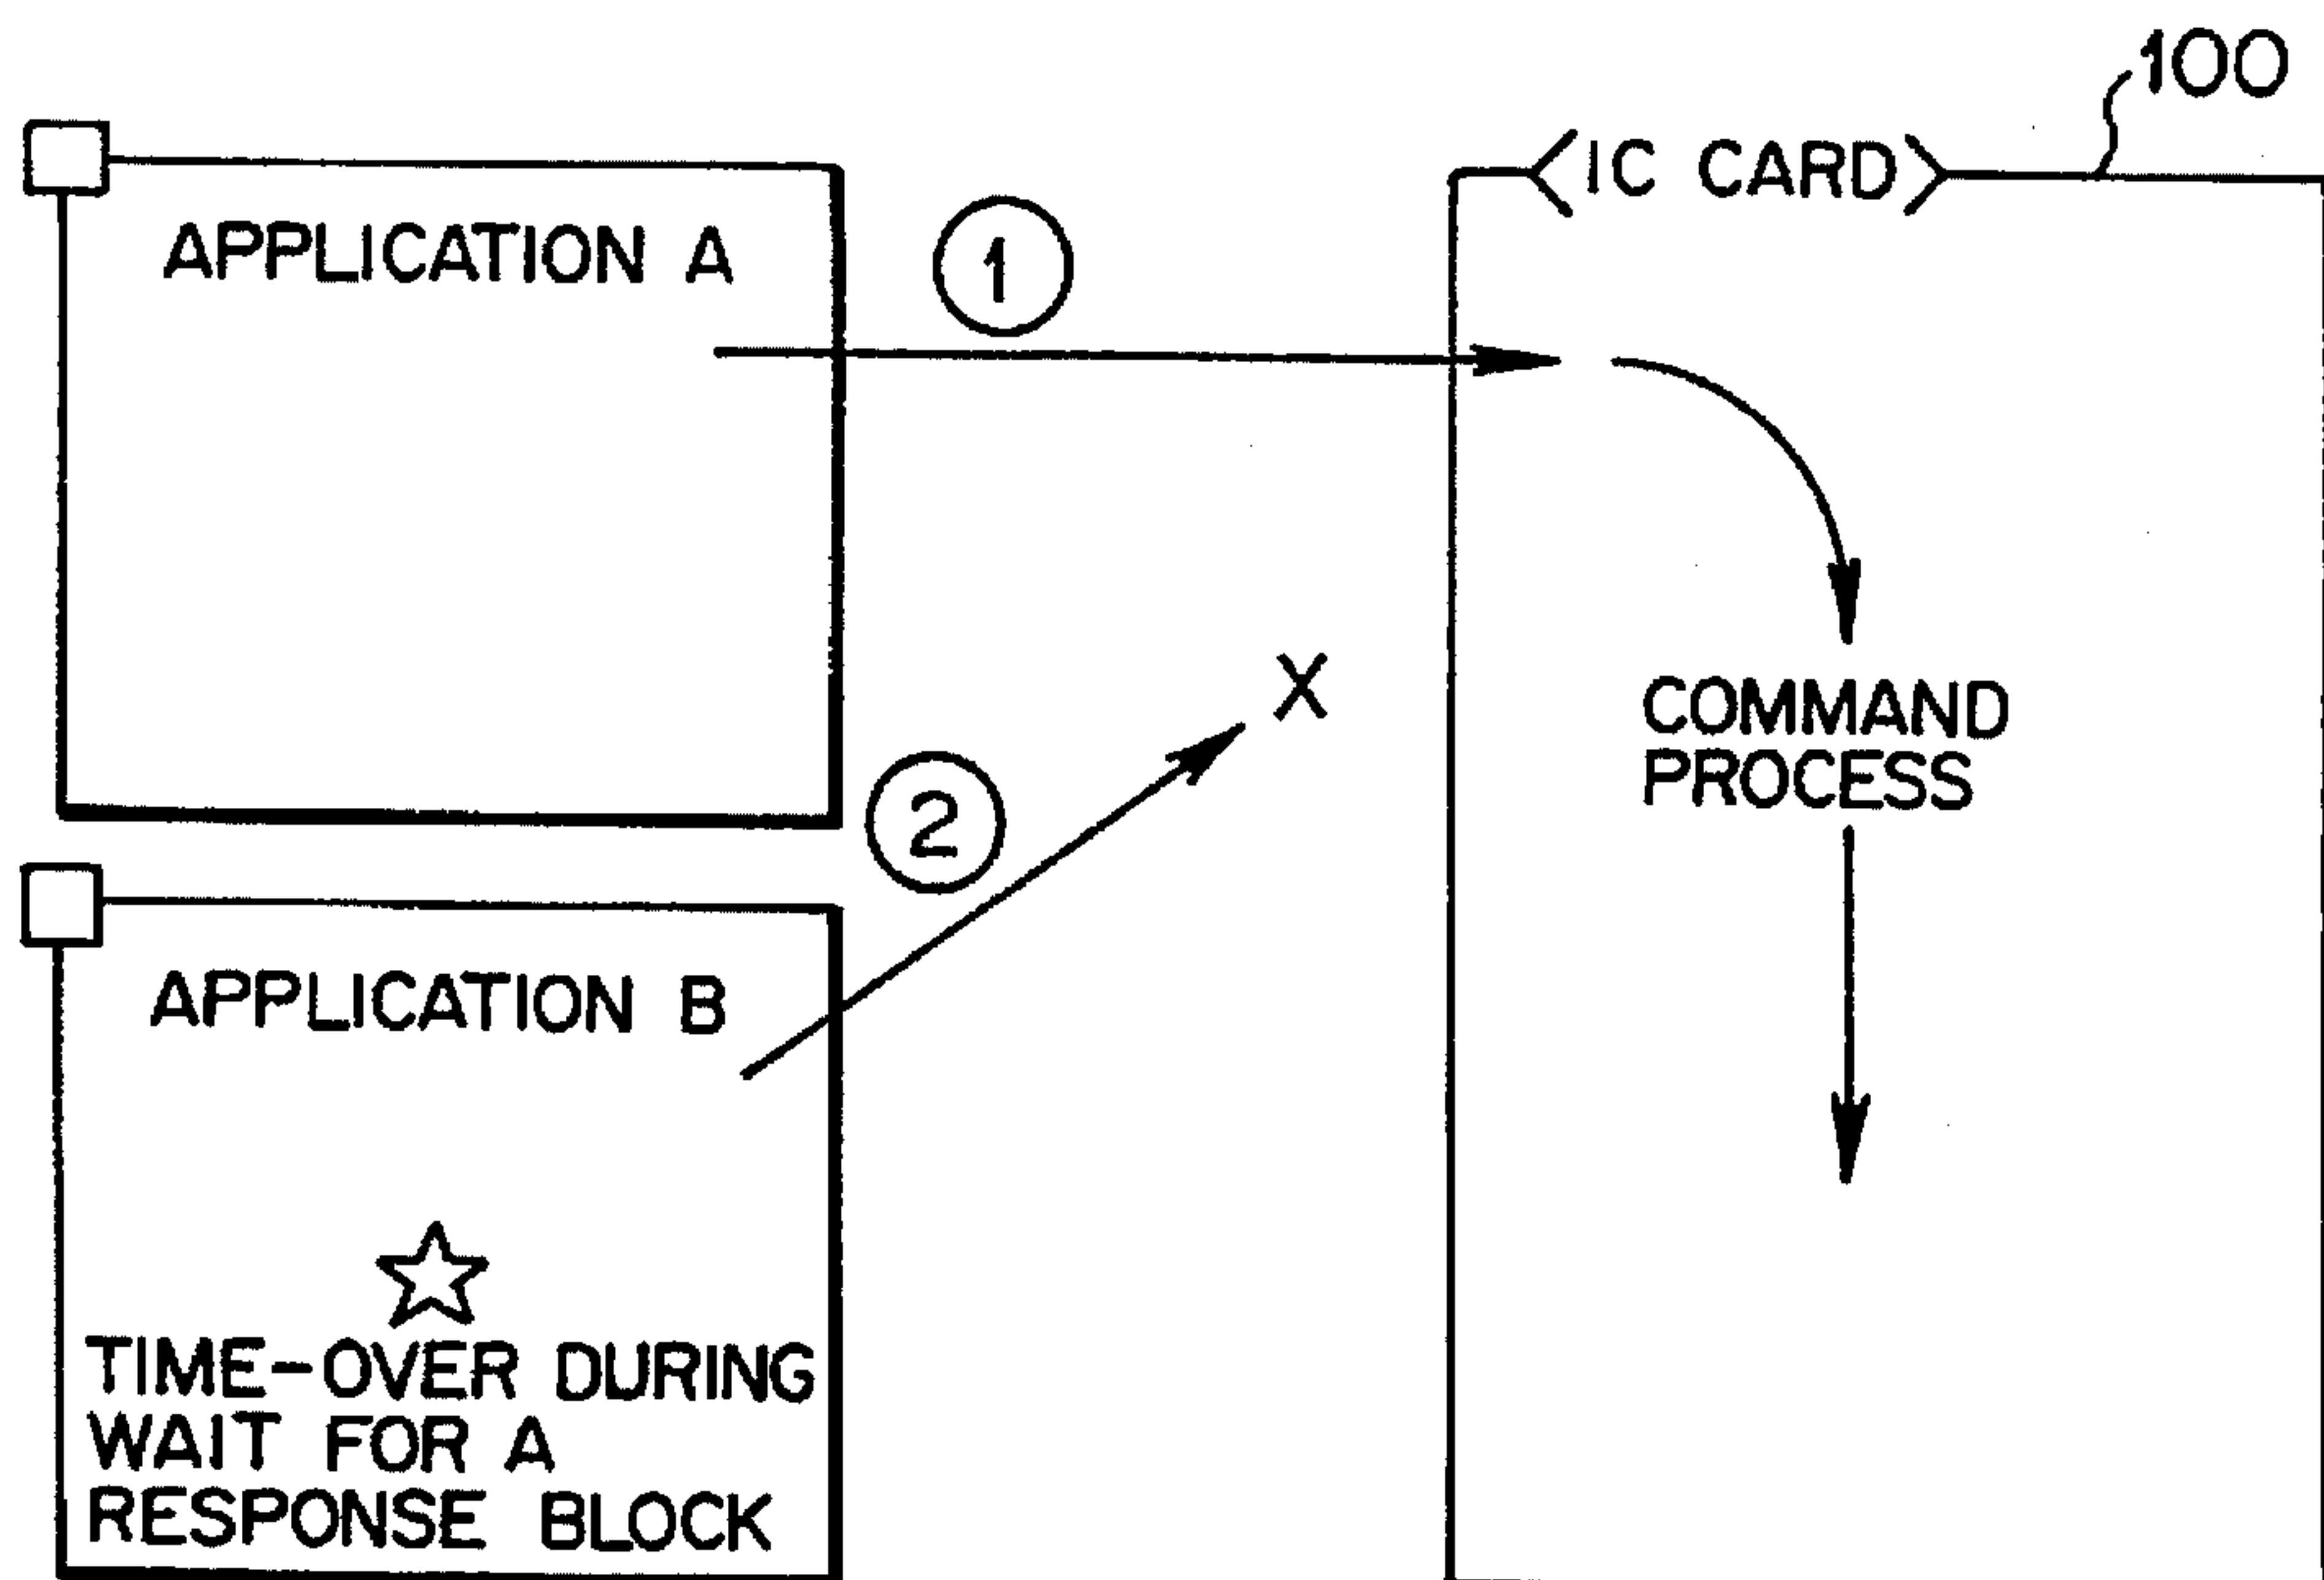 100
<IC CARD>
APPLICATION A
1
X
COMMAND
PROCESS
2
APPLICATION B
TIME-OVER DURING
WAIT FOR A
RESPONSE BLOCK